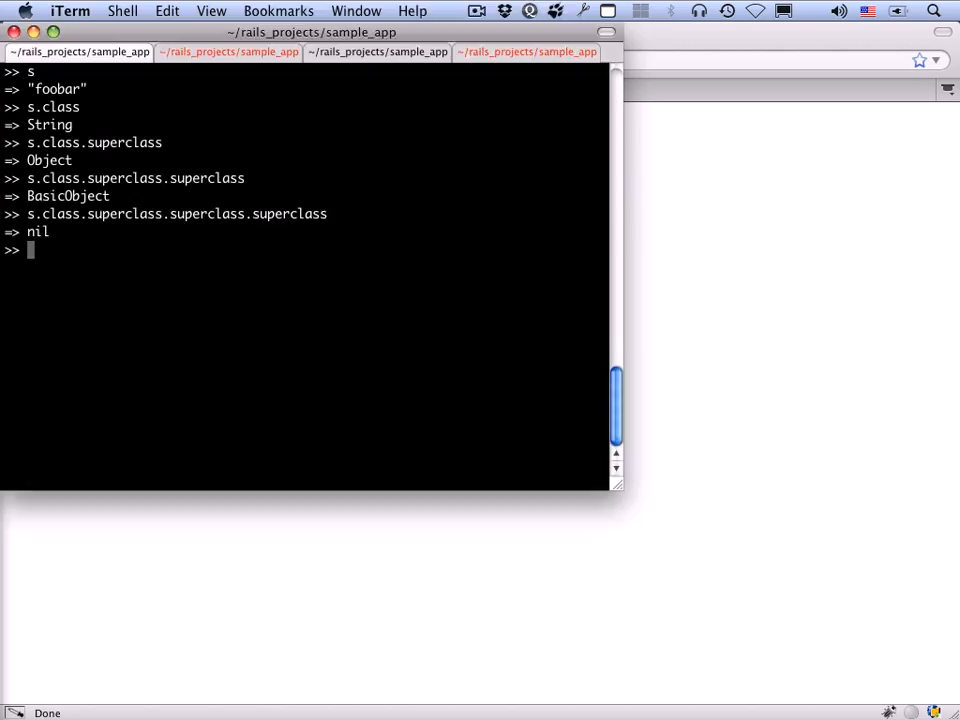 iTerm Shell Edit View Bookmarks Window Help
~/rails_projects/sample_app
~/rails_projects/sample_app ~/rails_projects/sample_app ~/rails_projects/sample_app ~/rails_projects/sample_app
>> s
=> "foobar"
>> s.class
=> String
>> s.class.superclass
=> Object
>> s.class.superclass.superclass
=> BasicObject
>> s.class.superclass.superclass.superclass
=> nil
>>
Done